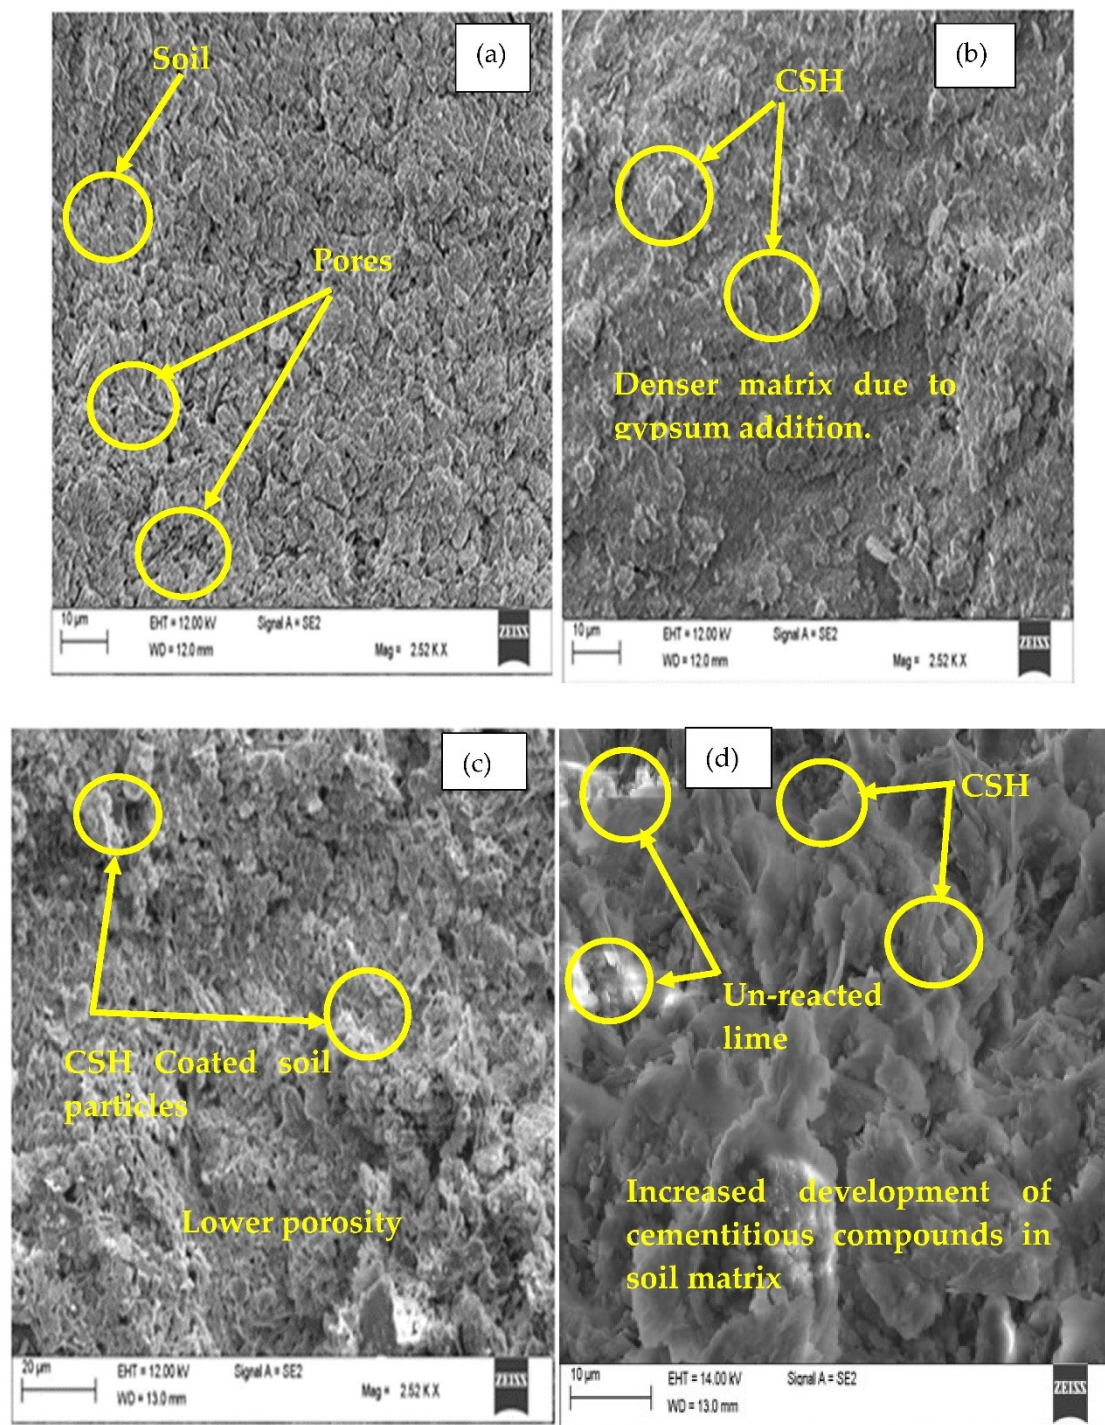 (a)
Soil
Pores
10 µm
EHT = 12.00 kV
Signal A = SE2
WD = 12.0 mm
Mag = 2.52 K X
ZEISS
(b)
CSH
Denser matrix due to
gypsum addition.
10 µm
EHT = 12.00 kV
Signal A = SE2
WD = 12.0 mm
Mag = 2.52 K X
ZEISS
(c)
CSH Coated soil
particles
Lower porosity
20 µm
EHT = 12.00 kV
Signal A = SE2
WD = 13.0 mm
Mag = 2.52 K X
ZEISS
(d)
CSH
Un-reacted
lime
Increased development of
cementitious compounds in
soil matrix
10 µm
EHT = 14.00 kV
Signal A = SE2
WD = 13.0 mm
ZEISS